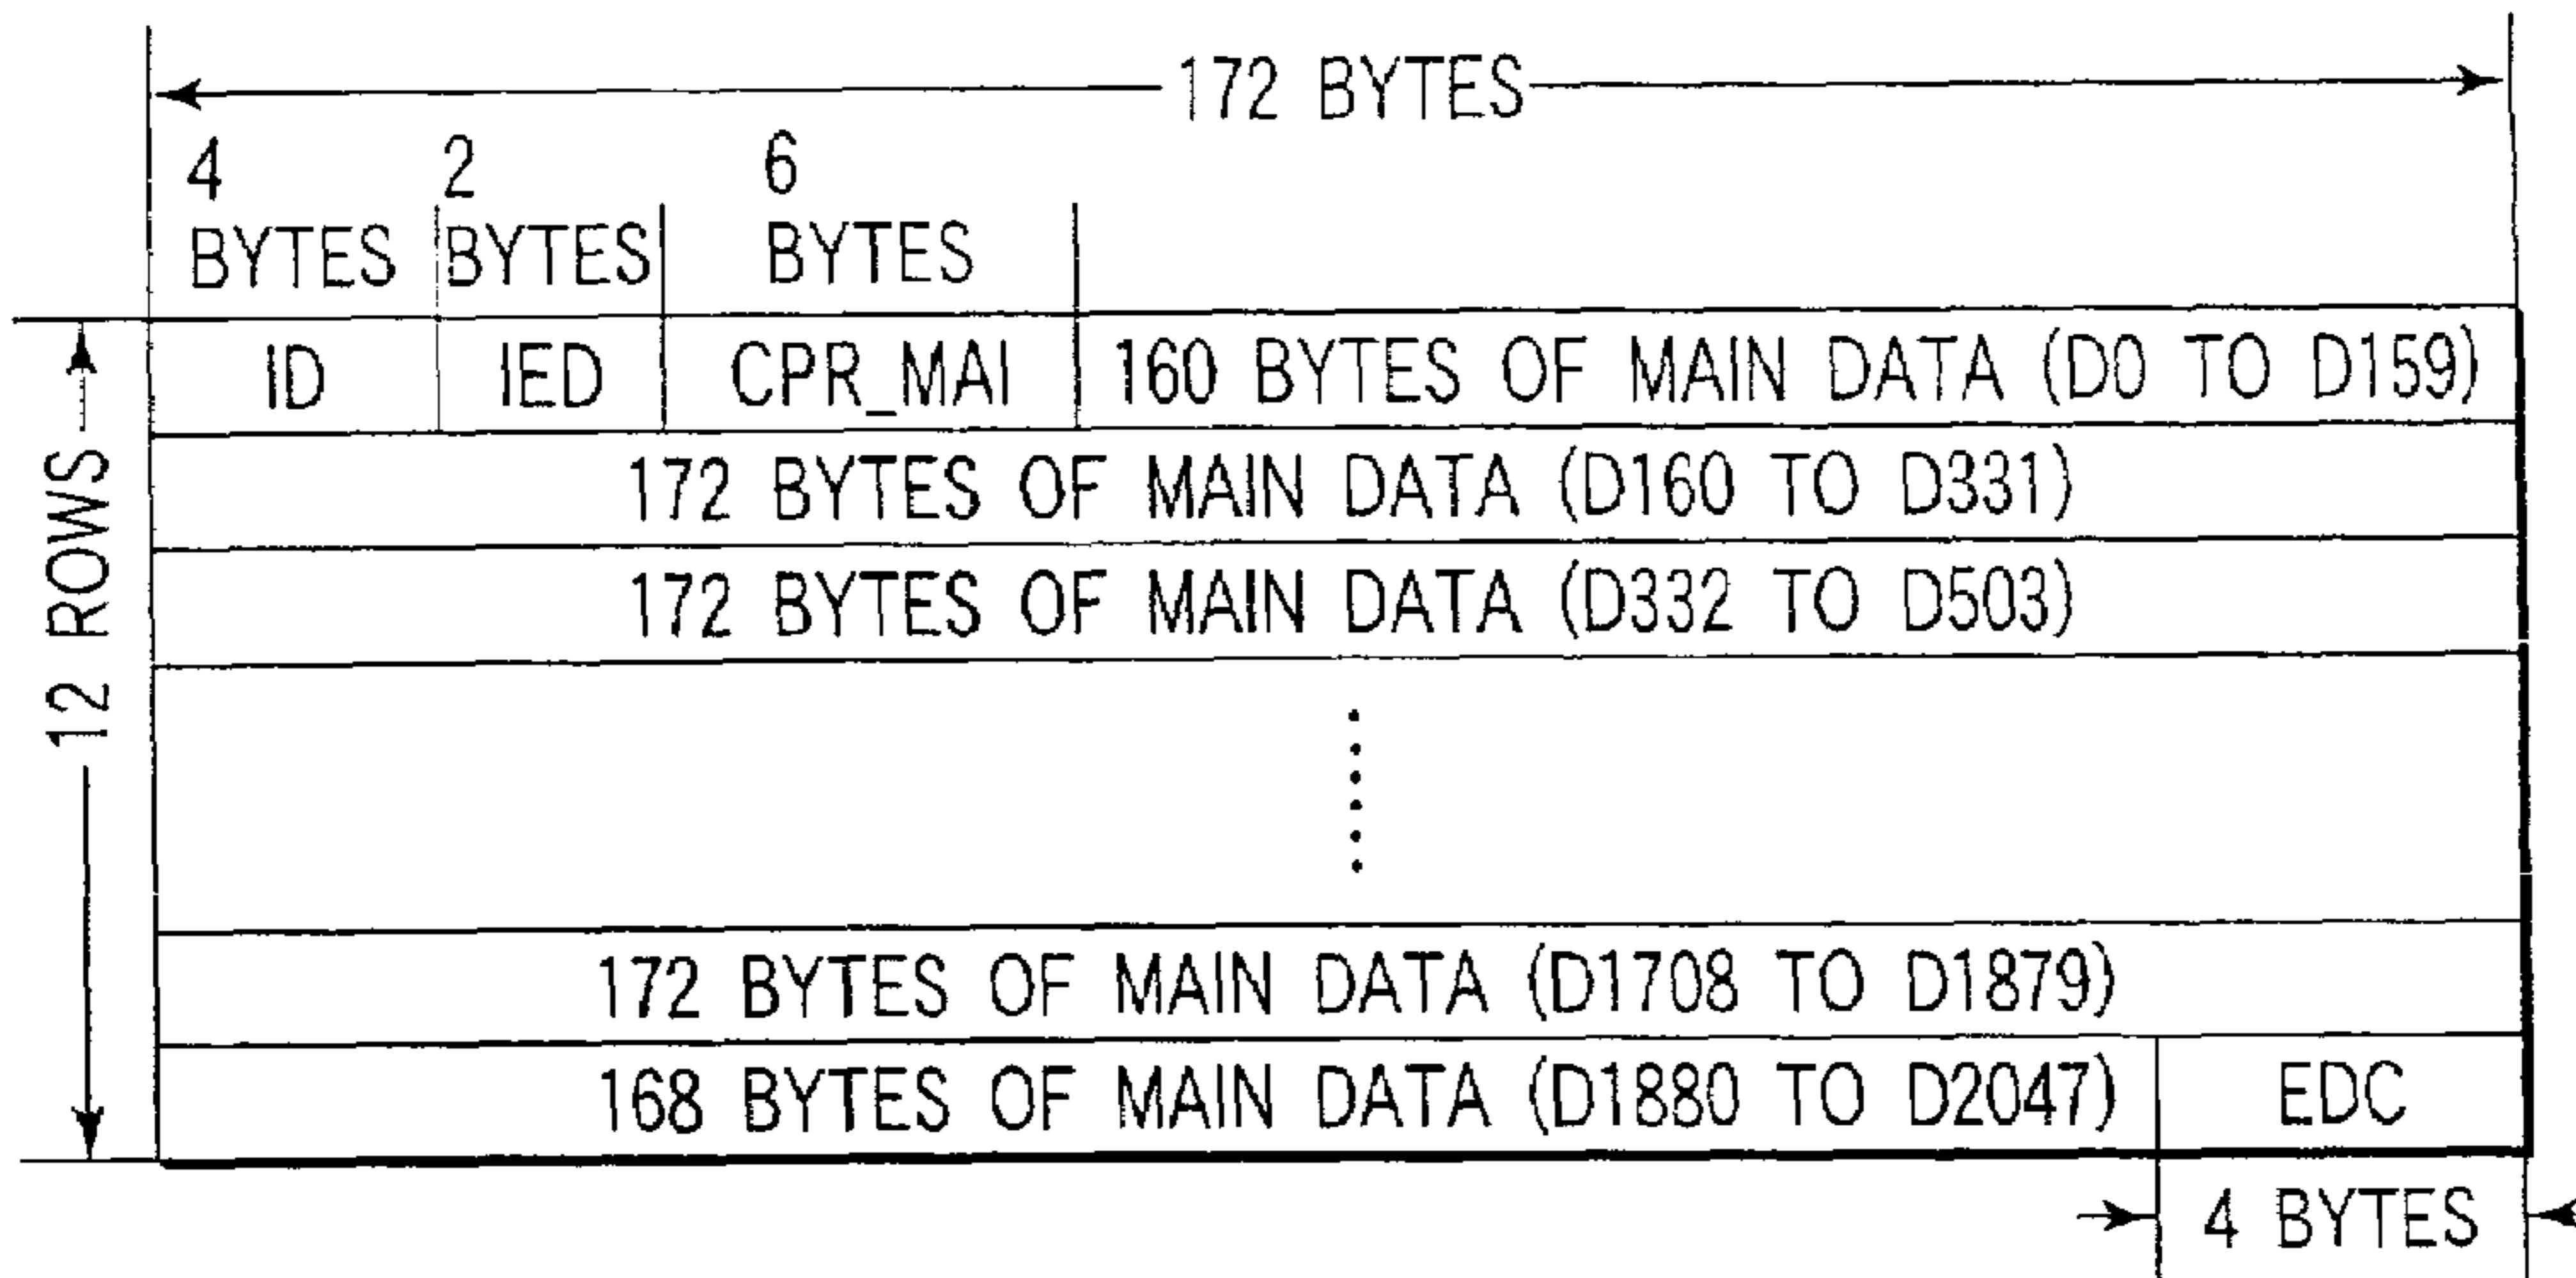 172 BYTES
4 2 6
BYTES BYTES BYTES
ID IED CPR_MAI 160 BYTES OF MAIN DATA (D0 TO D159)
172 BYTES OF MAIN DATA (D160 TO D331)
172 BYTES OF MAIN DATA (D332 TO D503)
12 ROWS
172 BYTES OF MAIN DATA (D1708 TO D1879)
168 BYTES OF MAIN DATA (D1880 TO D2047) EDC
4 BYTES